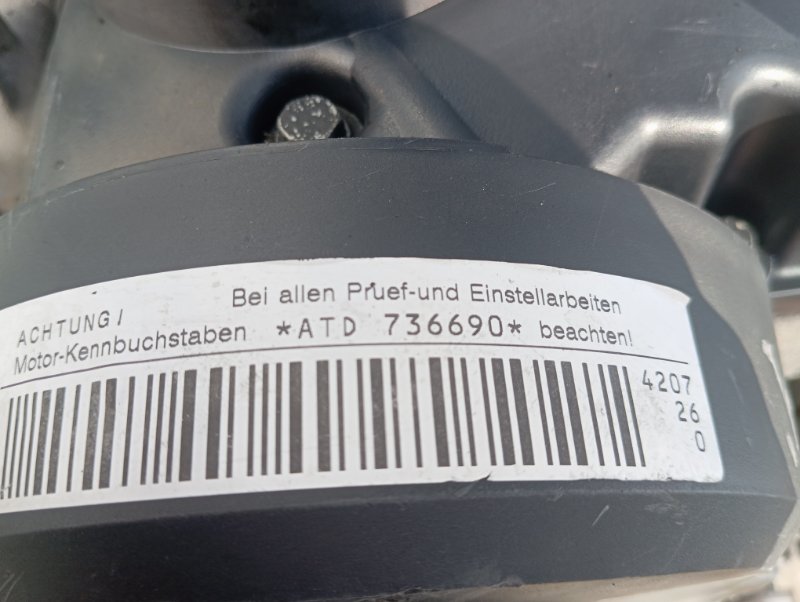 ACHTUNG! Bei allen Pruef-und Einstellarbeiten
Motor-Kennbuchstaben *ATD 736690* beachten!
4207
26
0